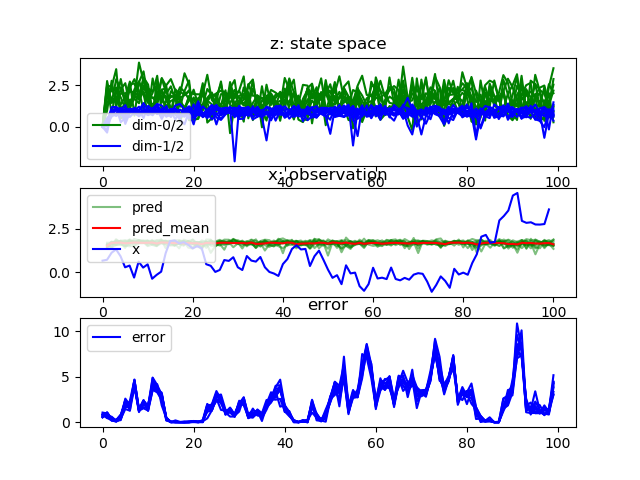 z: state space
2.5
0.0
dim-0/2
dim-1/2
0 20 40 60 80 100
x: observation
2.5
0.0
pred
pred_mean
x
0 20 40 60 80 100
error
10
5
0
error
0 20 40 60 80 100